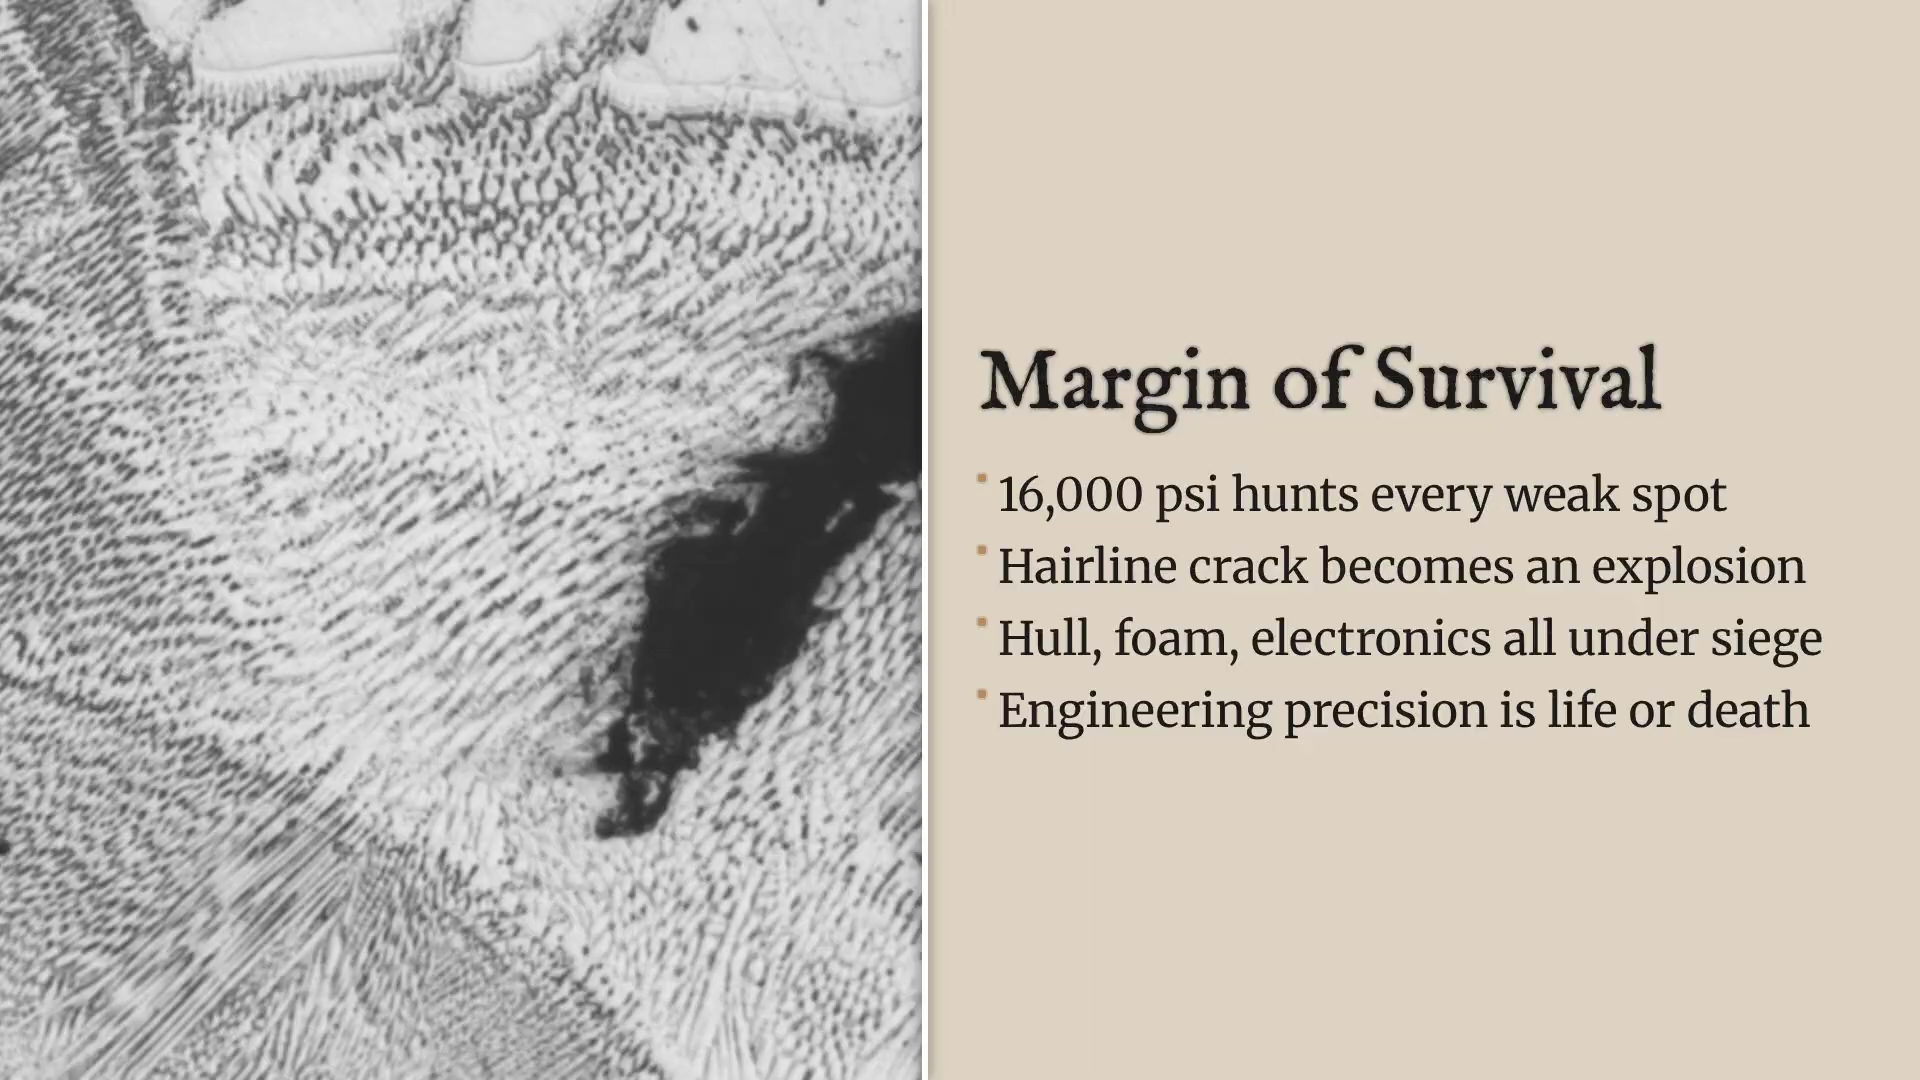 Margin of Survival
16,000 psi hunts every weak spot
Hairline crack becomes an explosion
Hull, foam, electronics all under siege
Engineering precision is life or death